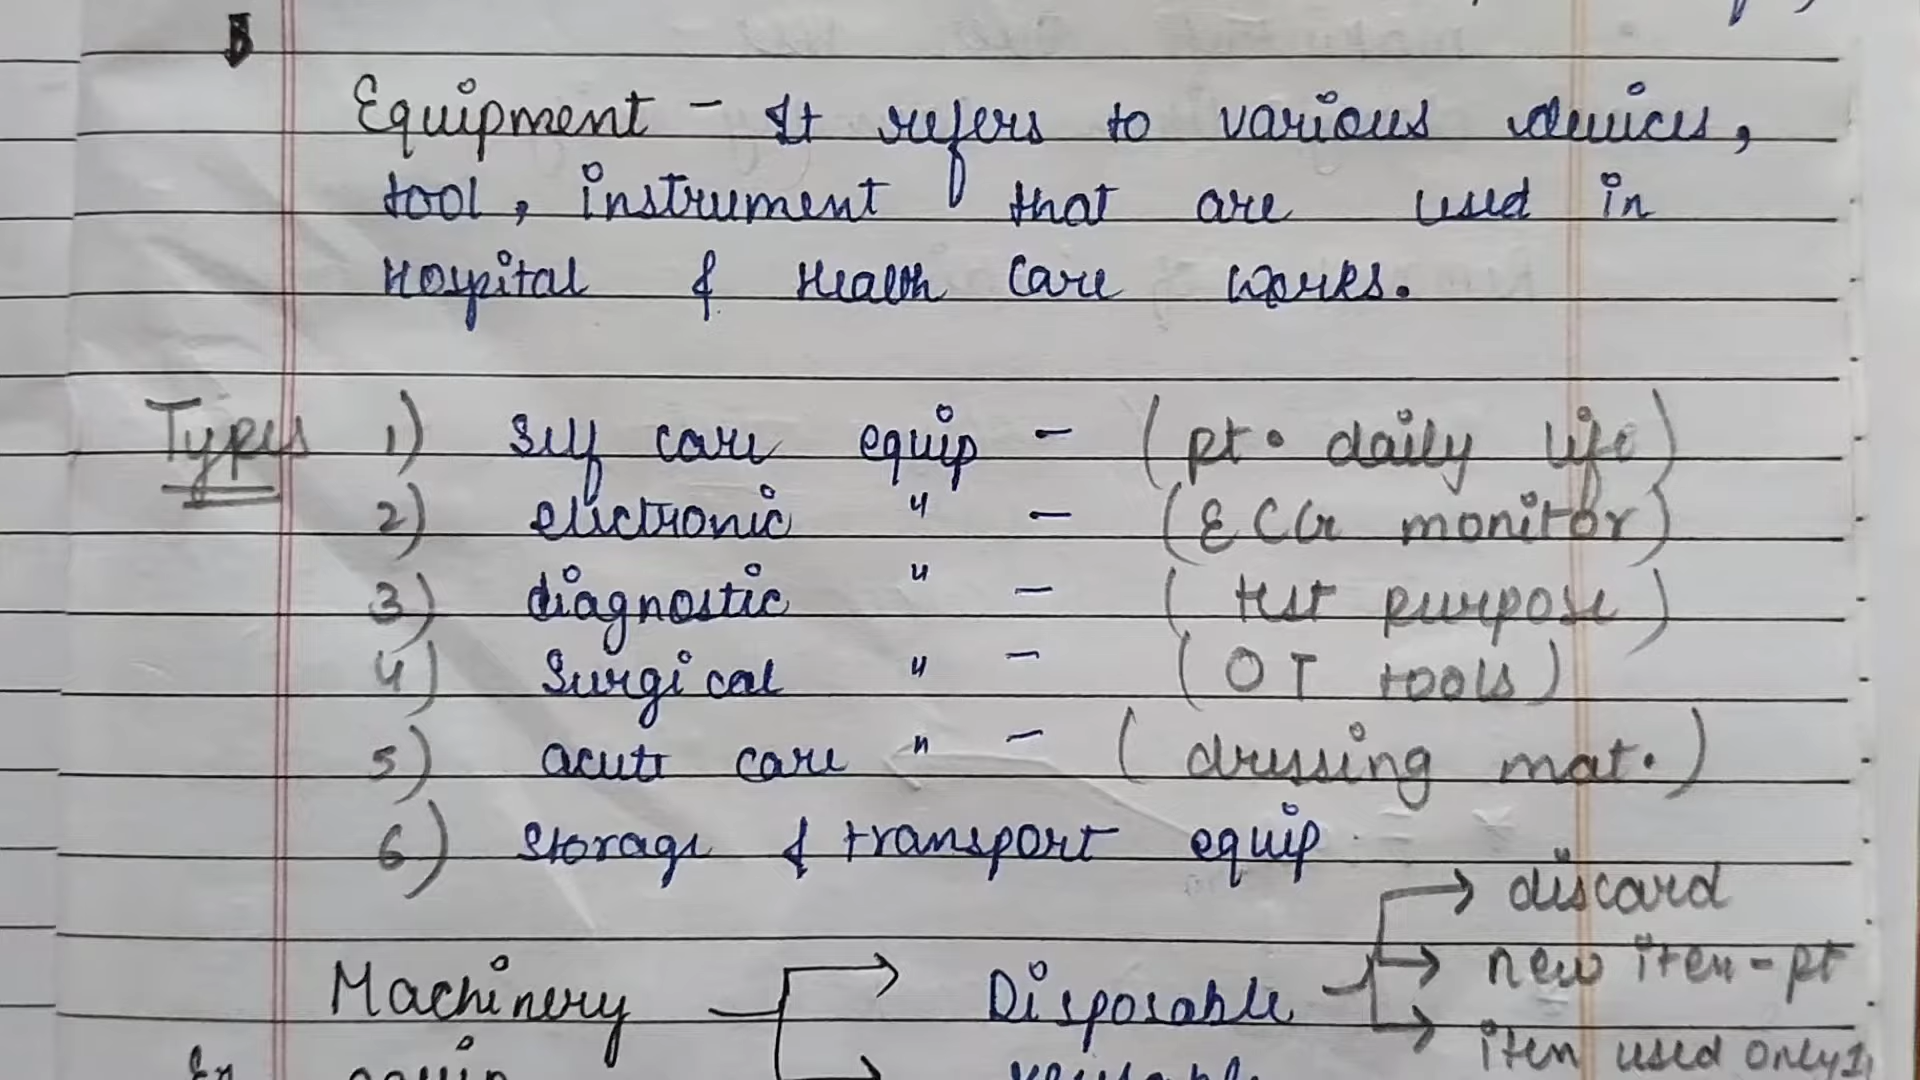 Equipment - It refers to various devices,
tool, instrument that are used in
Hospital & Health Care works.
Types 1) Self care equip - (pt. daily life)
2) electronic " - (ECG monitor)
3) diagnostic " - (test purpose)
4) Surgical " - (OT tools)
5) acute care " - (dressing mat.)
6) storage & transport equip
→ discard
Machinery → Disposable → new item - pt
→ item used only 1
equip → reusable